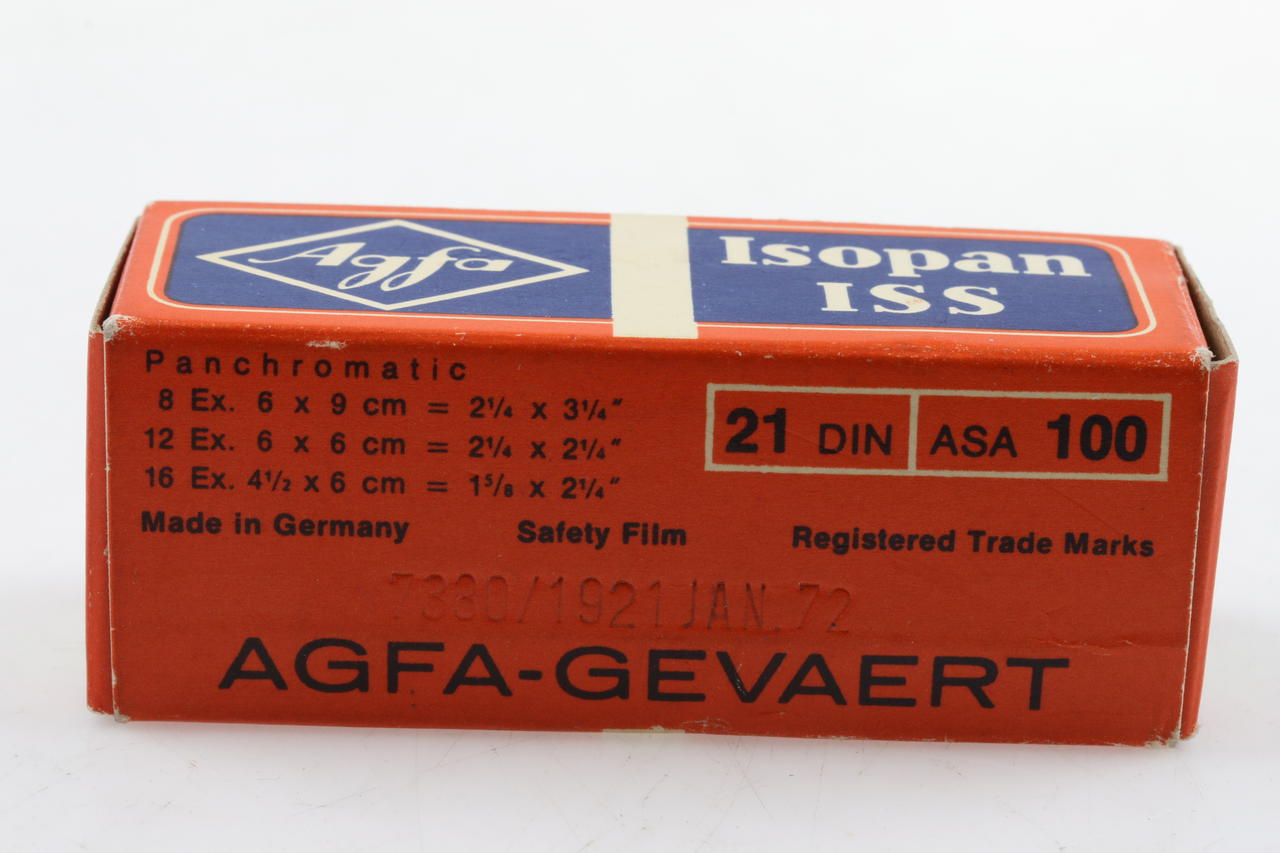 Agfa
Isopan
ISS
Panchromatic
8 Ex. 6 x 9 cm = 2¼ x 3¼"
12 Ex. 6 x 6 cm = 2¼ x 2¼"
16 Ex. 4½ x 6 cm = 1⅝ x 2¼"
21 DIN ASA 100
Made in Germany Safety Film Registered Trade Marks
7330/1921 JAN. 72
AGFA-GEVAERT